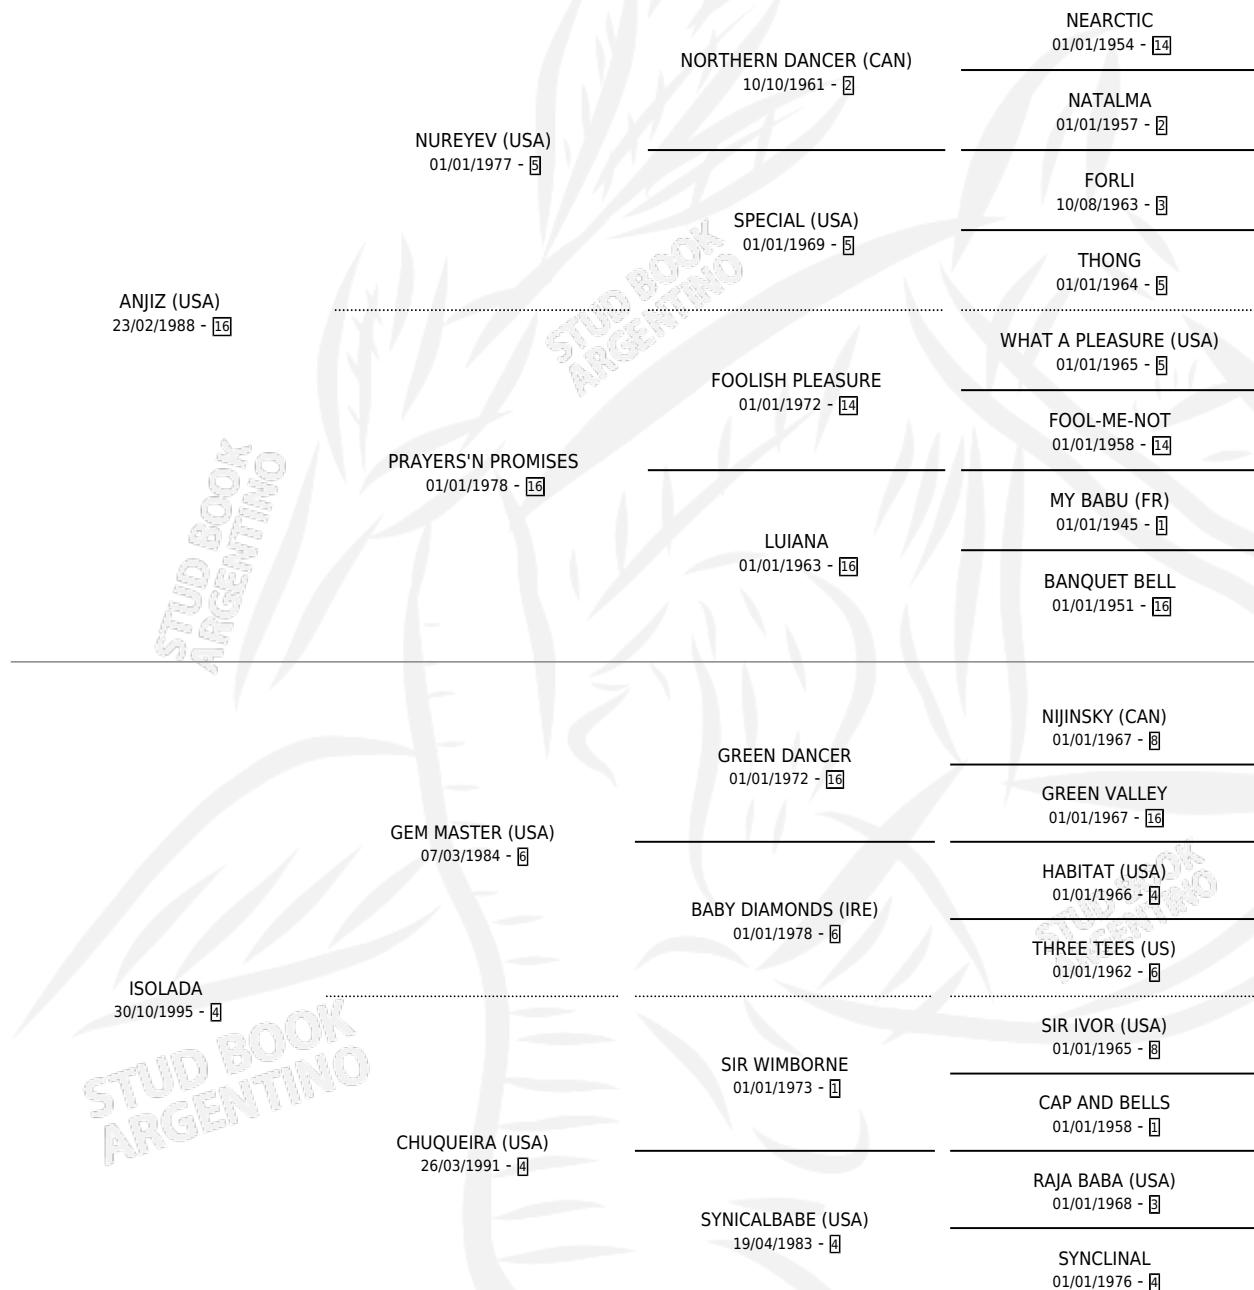 NEARCTIC
01/01/1954 - 14
NORTHERN DANCER (CAN)
10/10/1961 - 2
NATALMA
01/01/1957 - 2
NUREYEV (USA)
01/01/1977 - 5
FORLI
10/08/1963 - 3
SPECIAL (USA)
01/01/1969 - 5
THONG
01/01/1964 - 5
ANJIZ (USA)
23/02/1988 - 16
WHAT A PLEASURE (USA)
01/01/1965 - 5
FOOLISH PLEASURE
01/01/1972 - 14
FOOL-ME-NOT
01/01/1958 - 14
PRAYERS'N PROMISES
01/01/1978 - 16
MY BABU (FR)
01/01/1945 - 1
LUIANA
01/01/1963 - 16
BANQUET BELL
01/01/1951 - 16
NIJINSKY (CAN)
01/01/1967 - 8
GREEN DANCER
01/01/1972 - 16
GREEN VALLEY
01/01/1967 - 16
GEM MASTER (USA)
07/03/1984 - 6
HABITAT (USA)
01/01/1966 - 4
BABY DIAMONDS (IRE)
01/01/1978 - 6
THREE TEES (US)
01/01/1962 - 6
ISOLADA
30/10/1995 - 4
SIR IVOR (USA)
01/01/1965 - 8
SIR WIMBORNE
01/01/1973 - 1
CAP AND BELLS
01/01/1958 - 1
CHUQUEIRA (USA)
26/03/1991 - 4
RAJA BABA (USA)
01/01/1968 - 3
SYNICALBABE (USA)
19/04/1983 - 4
SYNCLINAL
01/01/1976 - 4
STUD BOOK
ARGENTINO
STUD BOOK
ARGENTINO
STUD BOOK
ARGENTINO
STUD BOOK
ARGENTINO